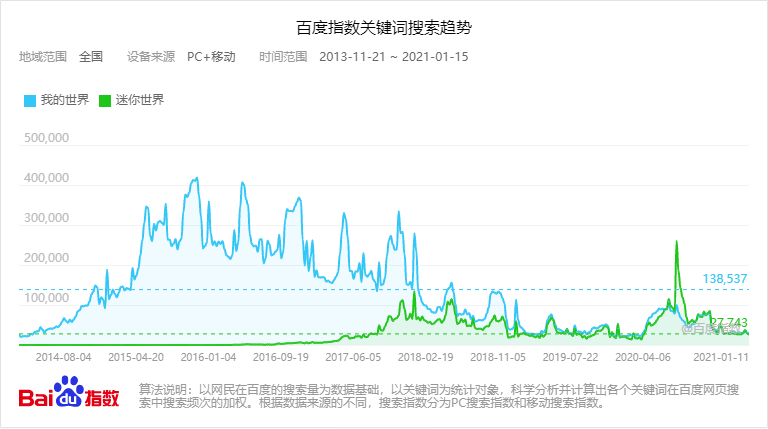 百度指数关键词搜索趋势
地域范围 全国 设备来源 PC+移动 时间范围 2013-11-21 ~ 2021-01-15
我的世界 迷你世界
500,000
400,000
300,000
200,000
138,537
100,000
27,743
@百度指数
2014-08-04 2015-04-20 2016-01-04 2016-09-19 2017-06-05 2018-02-19 2018-11-05 2019-07-22 2020-04-06 2021-01-11
Bai du 指数
算法说明：以网民在百度的搜索量为数据基础，以关键词为统计对象，科学分析并计算出各个关键词在百度网页搜
索中搜索频次的加权。根据数据来源的不同，搜索指数分为PC搜索指数和移动搜索指数。